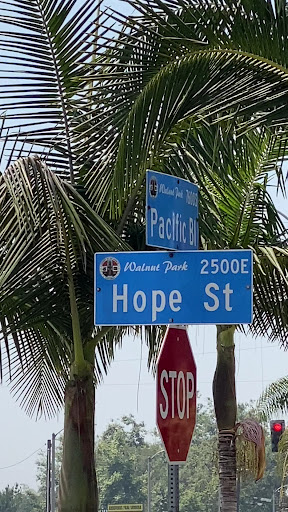 Walnut Park
Pacific Bl
Walnut Park 2500E
Hope St
STOP